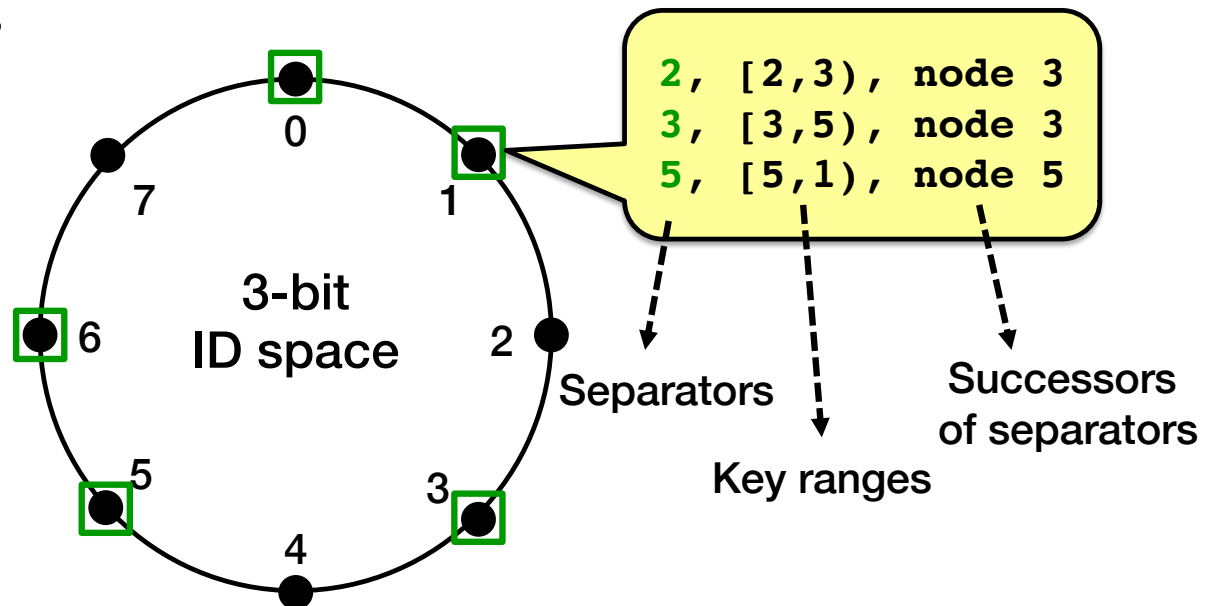 2, [2,3), node 3
3, [3,5), node 3
5, [5,1), node 5
0
1
7
3-bit
ID space
2
6
Separators
Successors
of separators
Key ranges
5
3
4